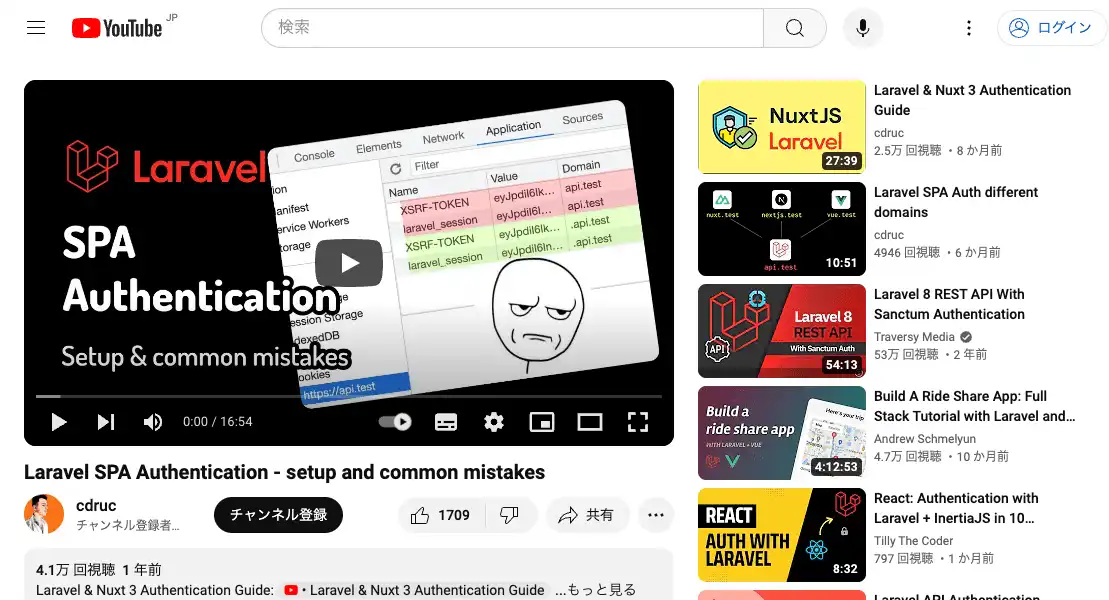 YouTube JP
検索
ログイン
Laravel
SPA
Authentication
Setup & common mistakes
Console
Elements
Network
Application
Sources
Filter
Name
Value
Domain
XSRF-TOKEN
eyJpdil6Ik...
api.test
laravel_session
eyJpdil6I...
api.test
XSRF-TOKEN
eyJpdil6Ik...
.api.test
laravel_session
eyJpdil6In...
.api.test
ervice Workers
ession Storage
dexedDB
ookies
https://api.test
0:00 / 16:54
Laravel SPA Authentication - setup and common mistakes
cdruc
チャンネル登録者...
チャンネル登録
1709
共有
4.1万 回視聴 1 年前
Laravel & Nuxt 3 Authentication Guide: • Laravel & Nuxt 3 Authentication Guide ...もっと見る
NuxtJS
Laravel
27:39
Laravel & Nuxt 3 Authentication
Guide
cdruc
2.5万 回視聴 ・8 か月前
nuxt.test
nextjs.test
vue.test
api.test
10:51
Laravel SPA Auth different
domains
cdruc
4946 回視聴 ・6 か月前
API
Laravel 8
REST API
With Sanctum Auth
54:13
Laravel 8 REST API With
Sanctum Authentication
Traversy Media
53万 回視聴 ・2 年前
Build a
ride share app
WITH LARAVEL + VUE
Here's your trip
4:12:53
Build A Ride Share App: Full
Stack Tutorial with Laravel and...
Andrew Schmelyun
4.7万 回視聴 ・10 か月前
REACT
AUTH WITH
LARAVEL
8:32
React: Authentication with
Laravel + InertiaJS in 10...
Tilly The Coder
797 回視聴 ・1 か月前